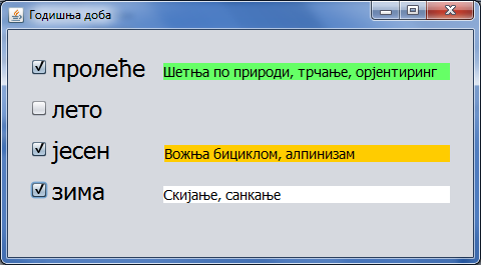 Годишња доба
пролеће Шетња по природи, трчање, орјентиринг
лето
јесен Вожња бициклом, алпинизам
зима Скијање, санкање